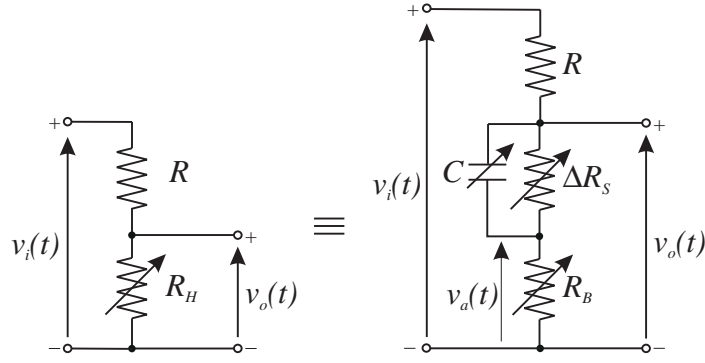 +
R
v_i(t)
+
R_H
v_o(t)
−
−
≡
+
R
+
C
ΔR_S
v_i(t)
v_o(t)
v_a(t)
R_B
−
−